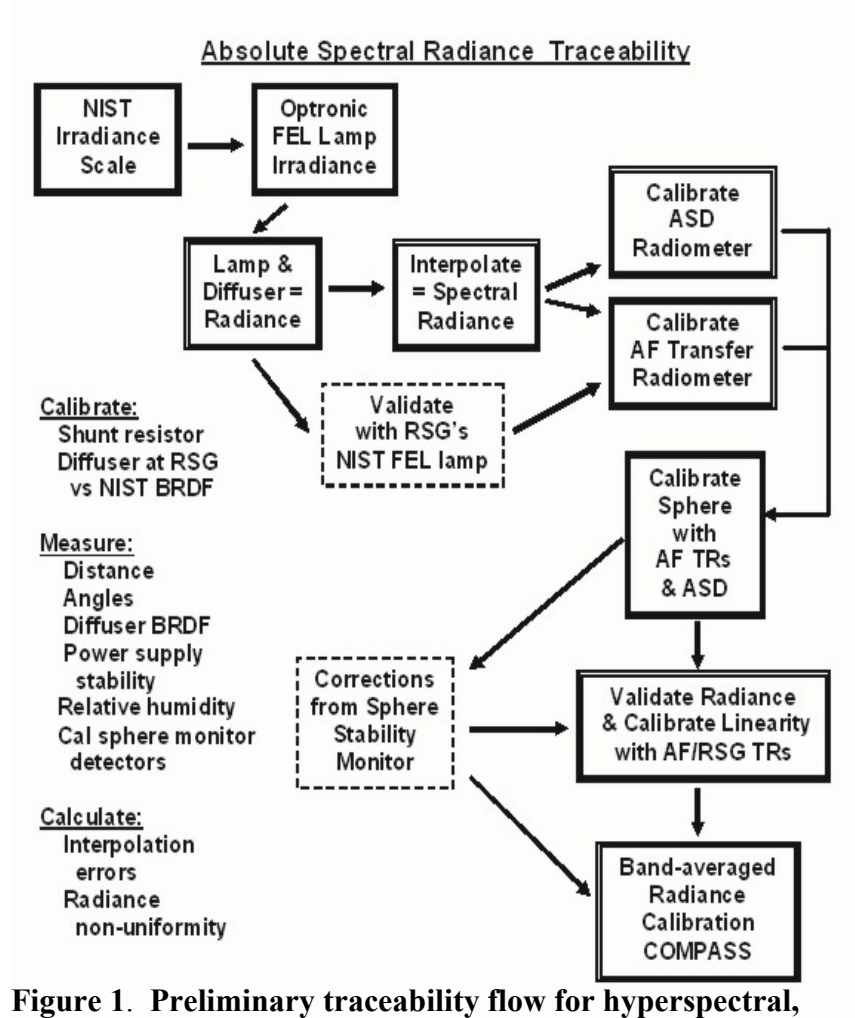 Absolute Spectral Radiance Traceability
NIST
Irradiance
Scale
Optronic
FEL Lamp
Irradiance
Lamp &
Diffuser =
Radiance
Interpolate
= Spectral
Radiance
Calibrate
ASD
Radiometer
Calibrate
AF Transfer
Radiometer
Validate
with RSG's
NIST FEL lamp
Calibrate:
Shunt resistor
Diffuser at RSG
vs NIST BRDF
Calibrate
Sphere
with
AF TRs
& ASD
Measure:
Distance
Angles
Diffuser BRDF
Power supply
stability
Relative humidity
Cal sphere monitor
detectors
Corrections
from Sphere
Stability
Monitor
Validate Radiance
& Calibrate Linearity
with AF/RSG TRs
Calculate:
Interpolation
errors
Radiance
non-uniformity
Band-averaged
Radiance
Calibration
COMPASS
Figure 1. Preliminary traceability flow for hyperspectral,